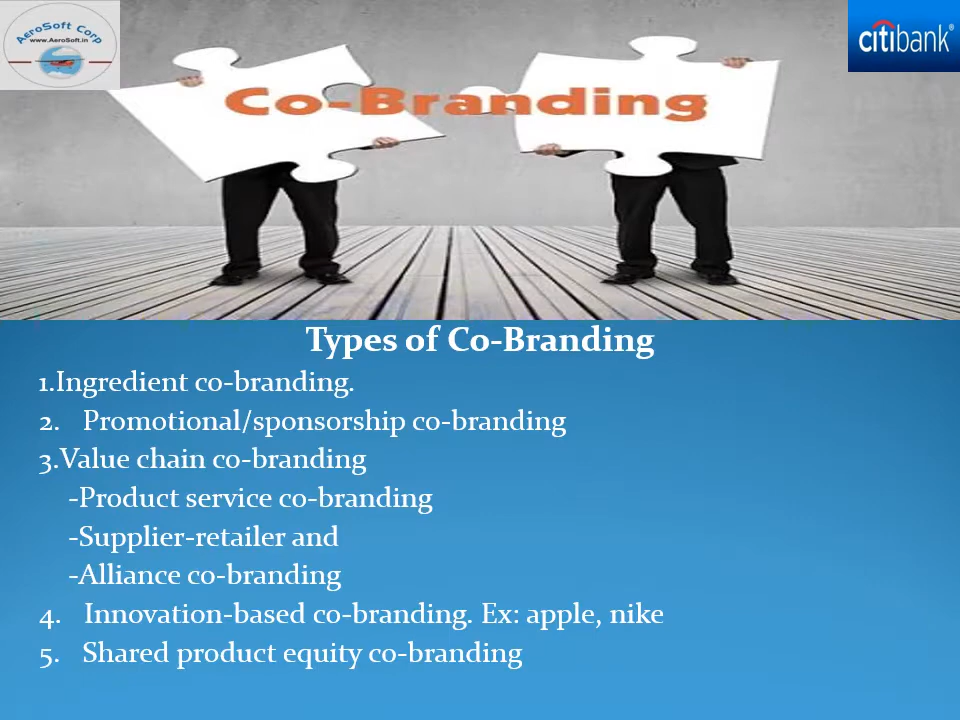 AeroSoft Corp
www.AeroSoft.in
citibank®
Co-Branding
Types of Co-Branding
1.Ingredient co-branding.
2. Promotional/sponsorship co-branding
3.Value chain co-branding
-Product service co-branding
-Supplier-retailer and
-Alliance co-branding
4. Innovation-based co-branding. Ex: apple, nike
5. Shared product equity co-branding